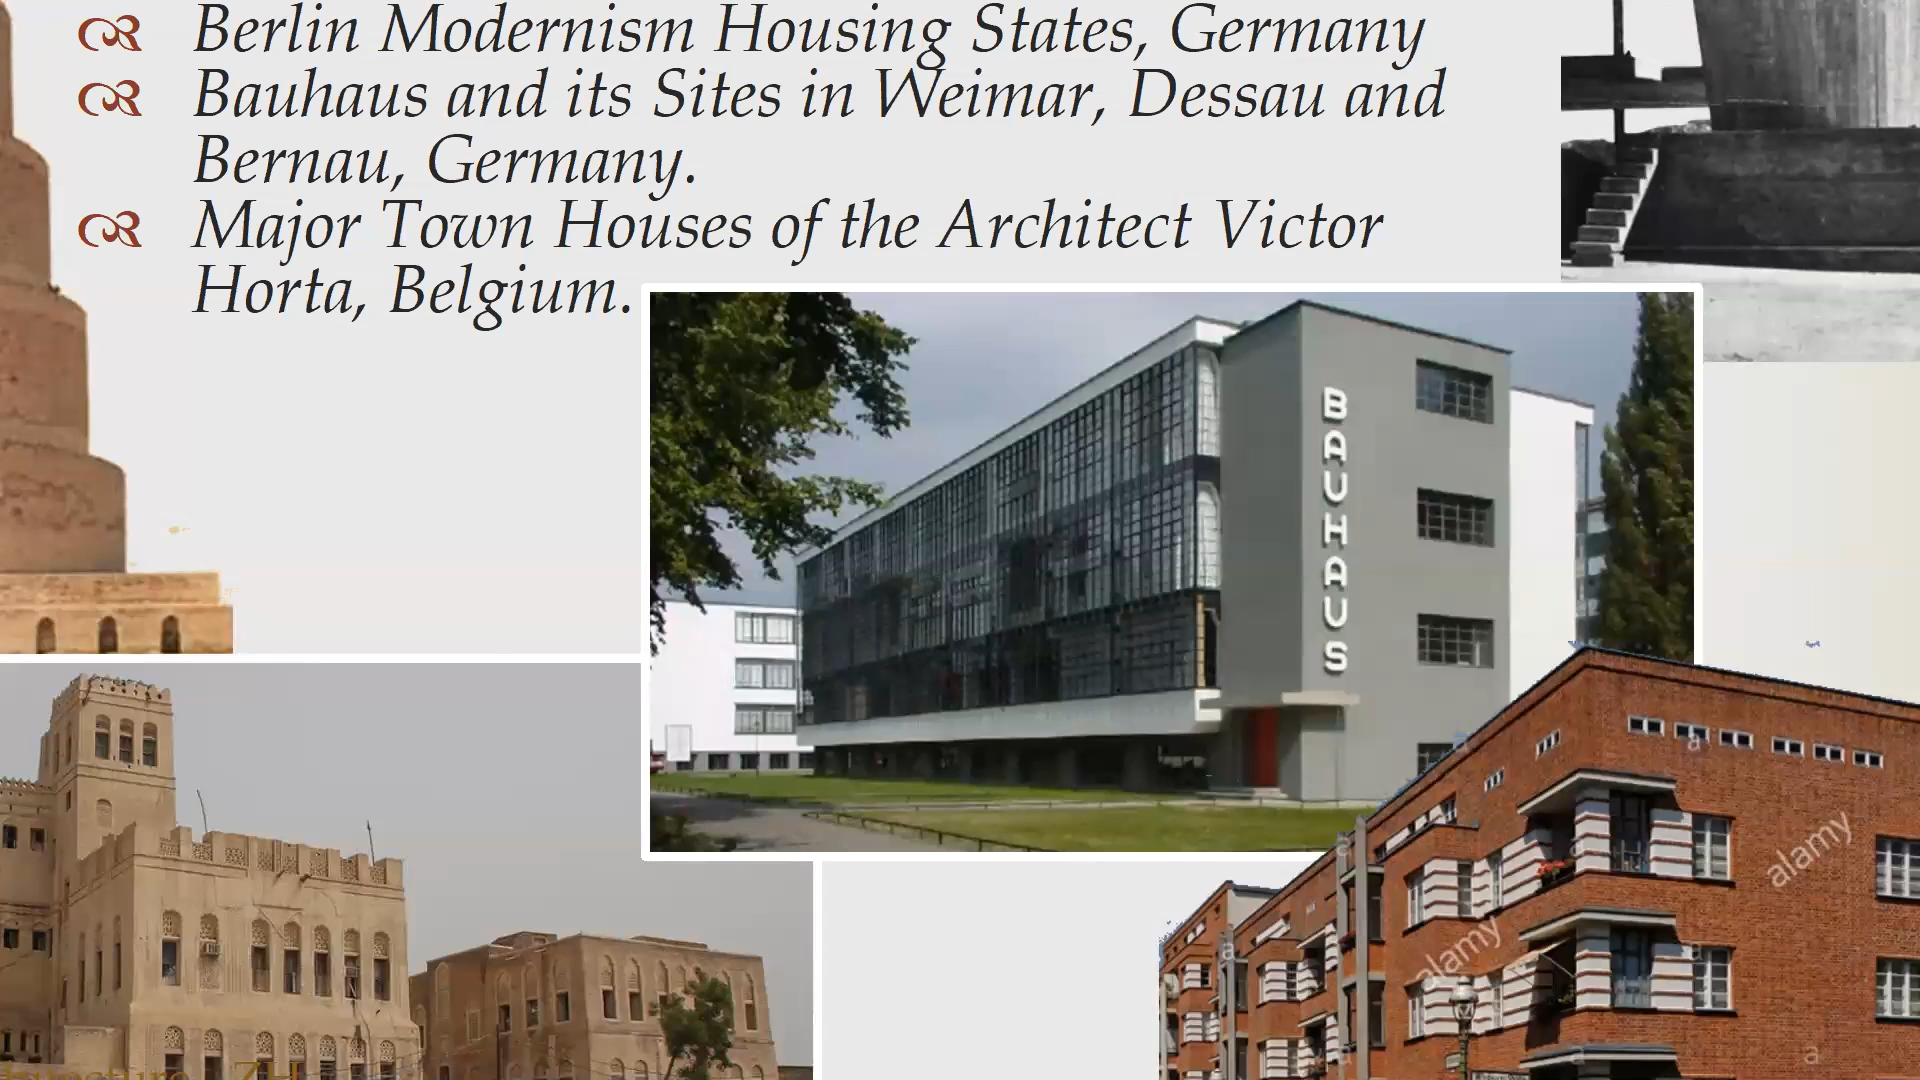 Berlin Modernism Housing States, Germany
Bauhaus and its Sites in Weimar, Dessau and
Bernau, Germany.
Major Town Houses of the Architect Victor
Horta, Belgium.
BAUHAUS
alamy
alamy
a
a
a
a
a
a
a
ZH